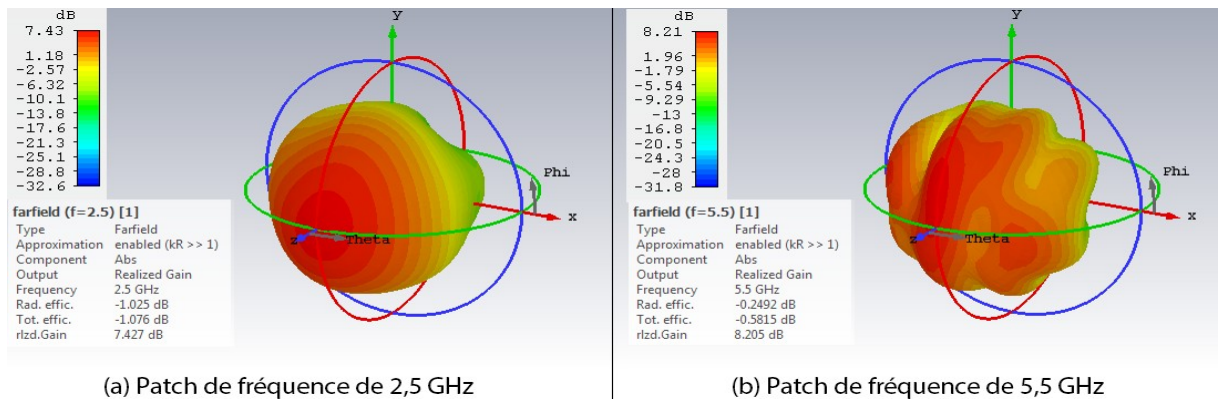 dB
7.43
1.18
-2.57
-6.32
-10.1
-13.8
-17.6
-21.3
-25.1
-28.8
-32.6
y
Phi
x
z
Theta
farfield (f=2.5) [1]
Type Farfield
Approximation enabled (kR >> 1)
Component Abs
Output Realized Gain
Frequency 2.5 GHz
Rad. effic. -1.025 dB
Tot. effic. -1.076 dB
rlzd.Gain 7.427 dB
(a) Patch de fréquence de 2,5 GHz
dB
8.21
1.96
-1.79
-5.54
-9.29
-13
-16.8
-20.5
-24.3
-28
-31.8
y
Phi
x
z
Theta
farfield (f=5.5) [1]
Type Farfield
Approximation enabled (kR >> 1)
Component Abs
Output Realized Gain
Frequency 5.5 GHz
Rad. effic. -0.2492 dB
Tot. effic. -0.5815 dB
rlzd.Gain 8.205 dB
(b) Patch de fréquence de 5,5 GHz